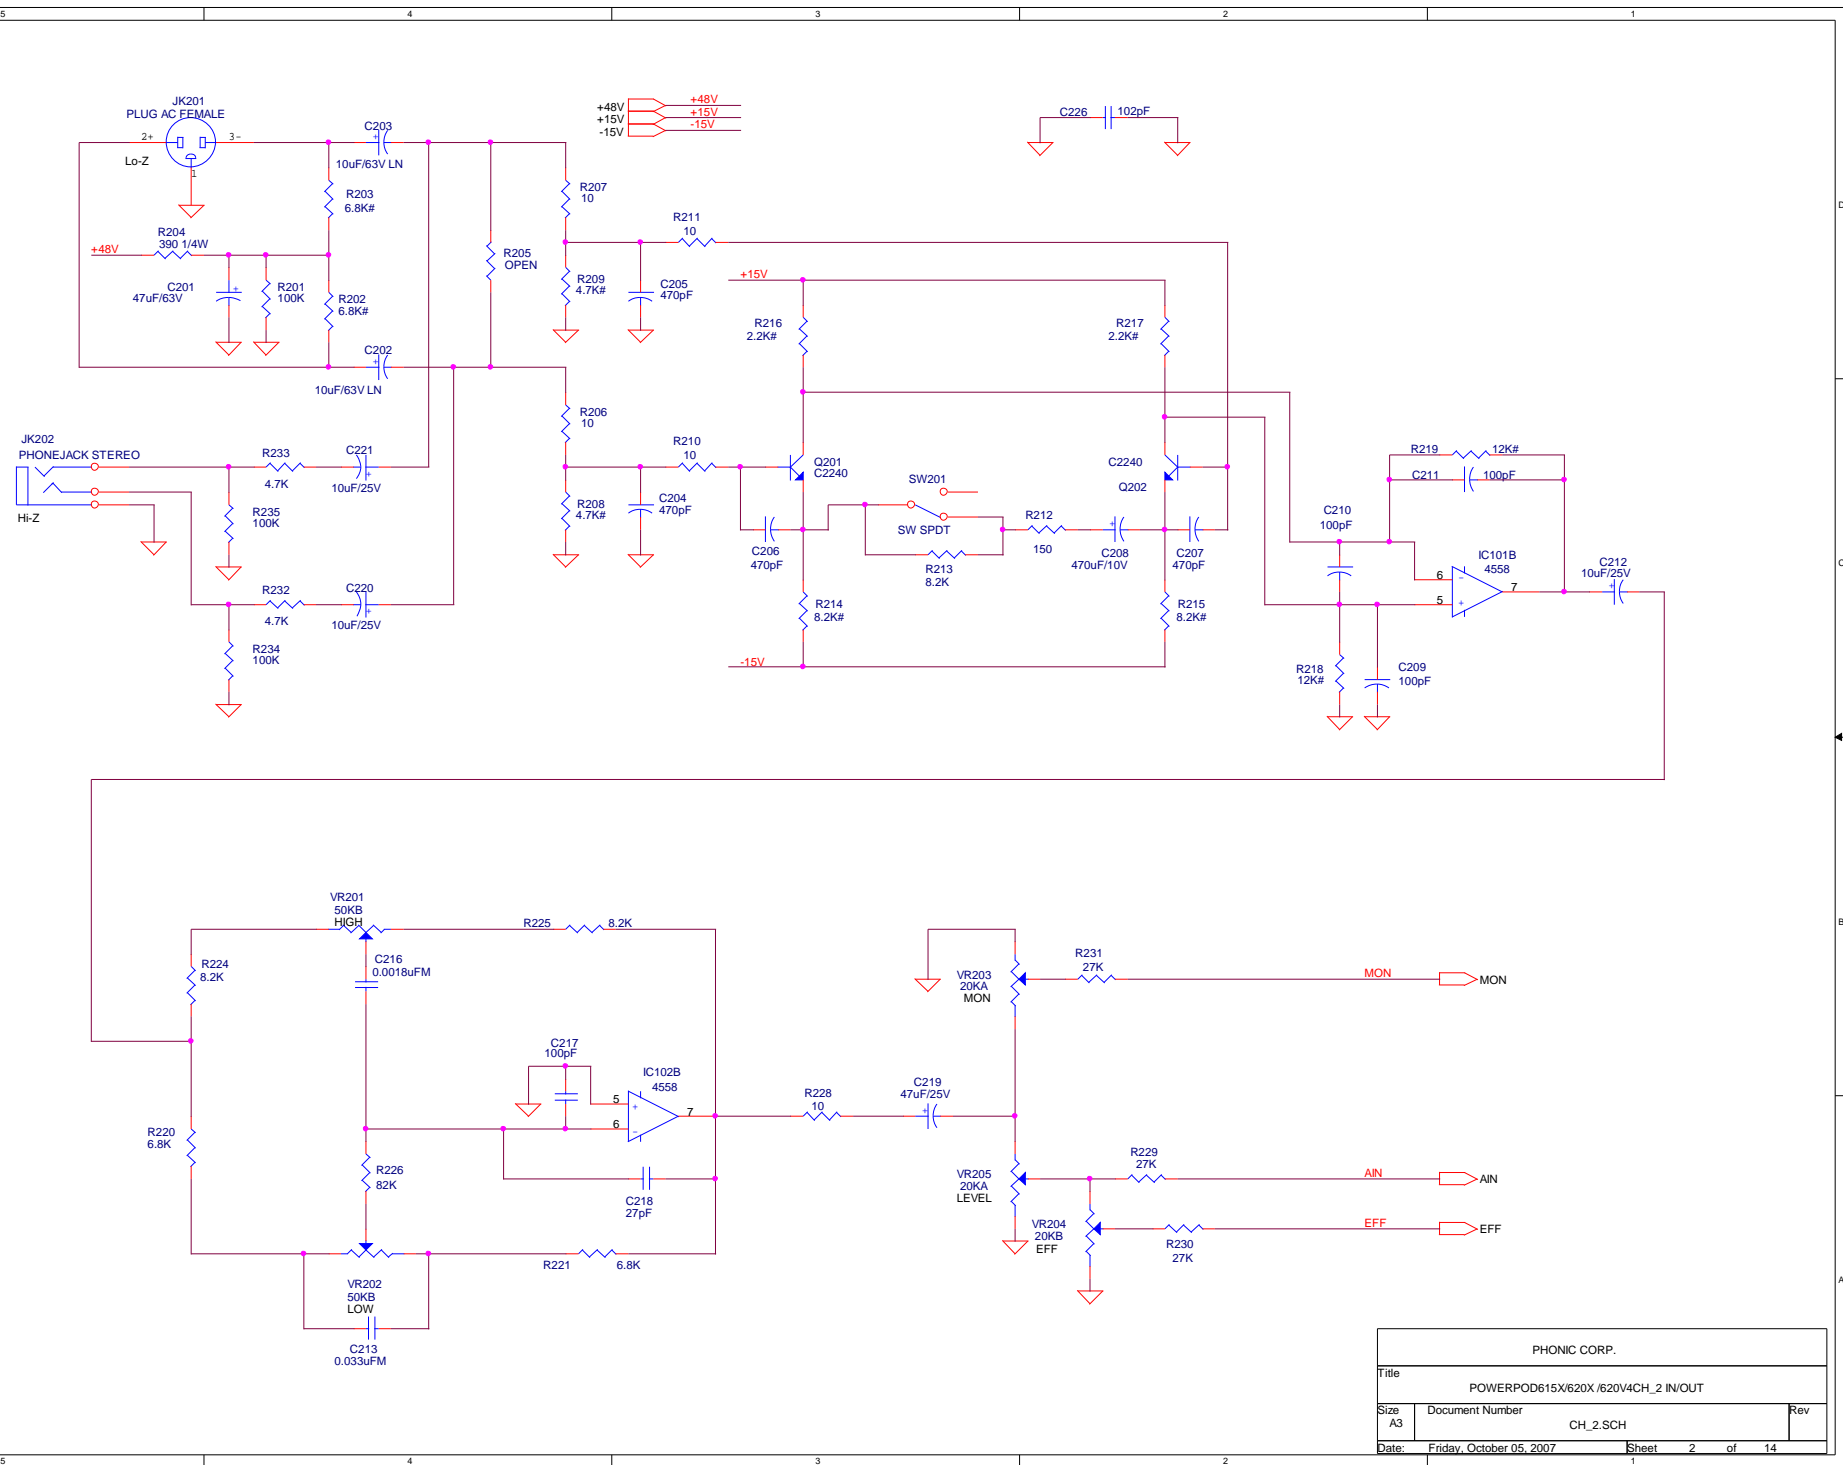 5
4
3
2
1
JK201
PLUG AC FEMALE
2+
3-
1
Lo-Z
C203
10uF/63V LN
R203
6.8K#
R204
390 1/4W
+48V
C201
47uF/63V
R201
100K
R202
6.8K#
C202
10uF/63V LN
R205
OPEN
+48V
+15V
-15V
+48V
+15V
-15V
C226
102pF
R207
10
R211
10
R209
4.7K#
C205
470pF
+15V
R216
2.2K#
R217
2.2K#
D
R206
10
R210
10
R208
4.7K#
C204
470pF
Q201
C2240
C2240
Q202
SW201
SW SPDT
R212
150
R213
8.2K
C206
470pF
C208
470uF/10V
C207
470pF
R214
8.2K#
R215
8.2K#
-15V
JK202
PHONEJACK STEREO
Hi-Z
R233
4.7K
C221
10uF/25V
R235
100K
R232
4.7K
C220
10uF/25V
R234
100K
R219
12K#
C211
100pF
C210
100pF
IC101B
4558
6
5
7
-
+
C212
10uF/25V
R218
12K#
C209
100pF
C
VR201
50KB
HIGH
R225
8.2K
R224
8.2K
C216
0.0018uFM
C217
100pF
IC102B
4558
5
6
7
+
-
R220
6.8K
R226
82K
C218
27pF
R221
6.8K
VR202
50KB
LOW
C213
0.033uFM
R228
10
C219
47uF/25V
VR203
20KA
MON
R231
27K
MON
MON
B
VR205
20KA
LEVEL
R229
27K
AIN
AIN
VR204
20KB
EFF
R230
27K
EFF
EFF
A
PHONIC CORP.
Title
POWERPOD615X/620X /620V4CH_2 IN/OUT
Size
A3
Document Number
CH_2.SCH
Rev
Date:
Friday, October 05, 2007
Sheet 2 of 14
5
4
3
2
1